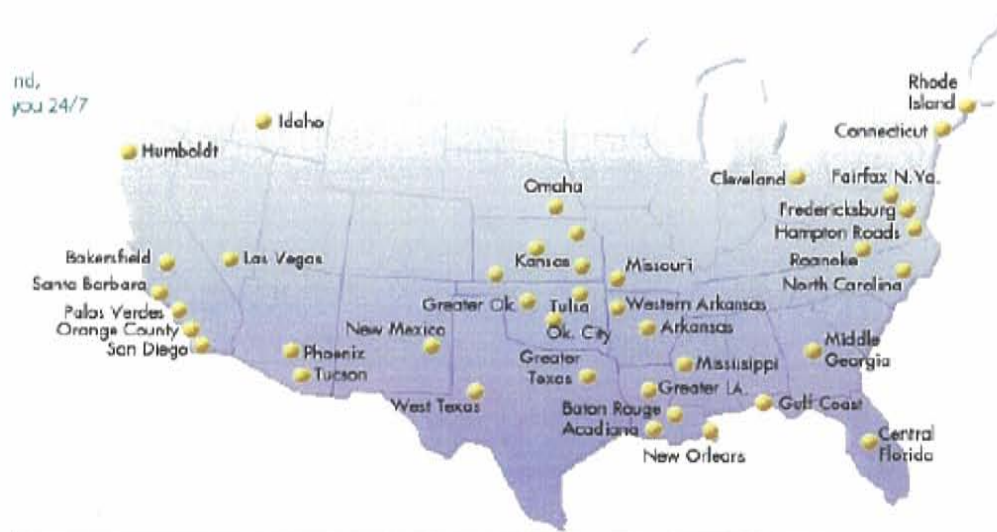 nd,
you 24/7
Rhode
Island
Connecticut
Idaho
Humboldt
Cleveland
Fairfax N.Va.
Omaha
Fredericksburg
Hampton Roads
Bakersfield
Las Vegas
Kansas
Missouri
Roanoke
Santa Barbara
North Carolina
Palos Verdes
Greater Ok.
Tulsa
Western Arkansas
Orange County
New Mexico
Ok. City
Arkansas
San Diego
Phoenix
Middle
Georgia
Tucson
Greater
Texas
Mississippi
Greater LA.
West Texas
Baton Rouge
Gulf Coast
Acadiana
New Orleans
Central
Florida